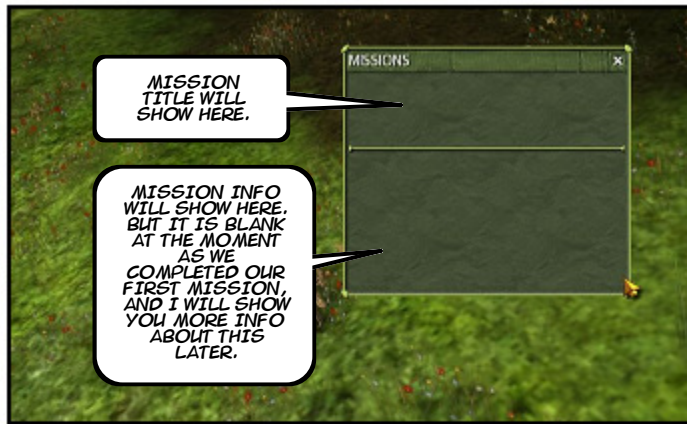 MISSIONS
MISSION
TITLE WILL
SHOW HERE.
MISSION INFO
WILL SHOW HERE.
BUT IT IS BLANK
AT THE MOMENT
AS WE
COMPLETED OUR
FIRST MISSION,
AND I WILL SHOW
YOU MORE INFO
ABOUT THIS
LATER.